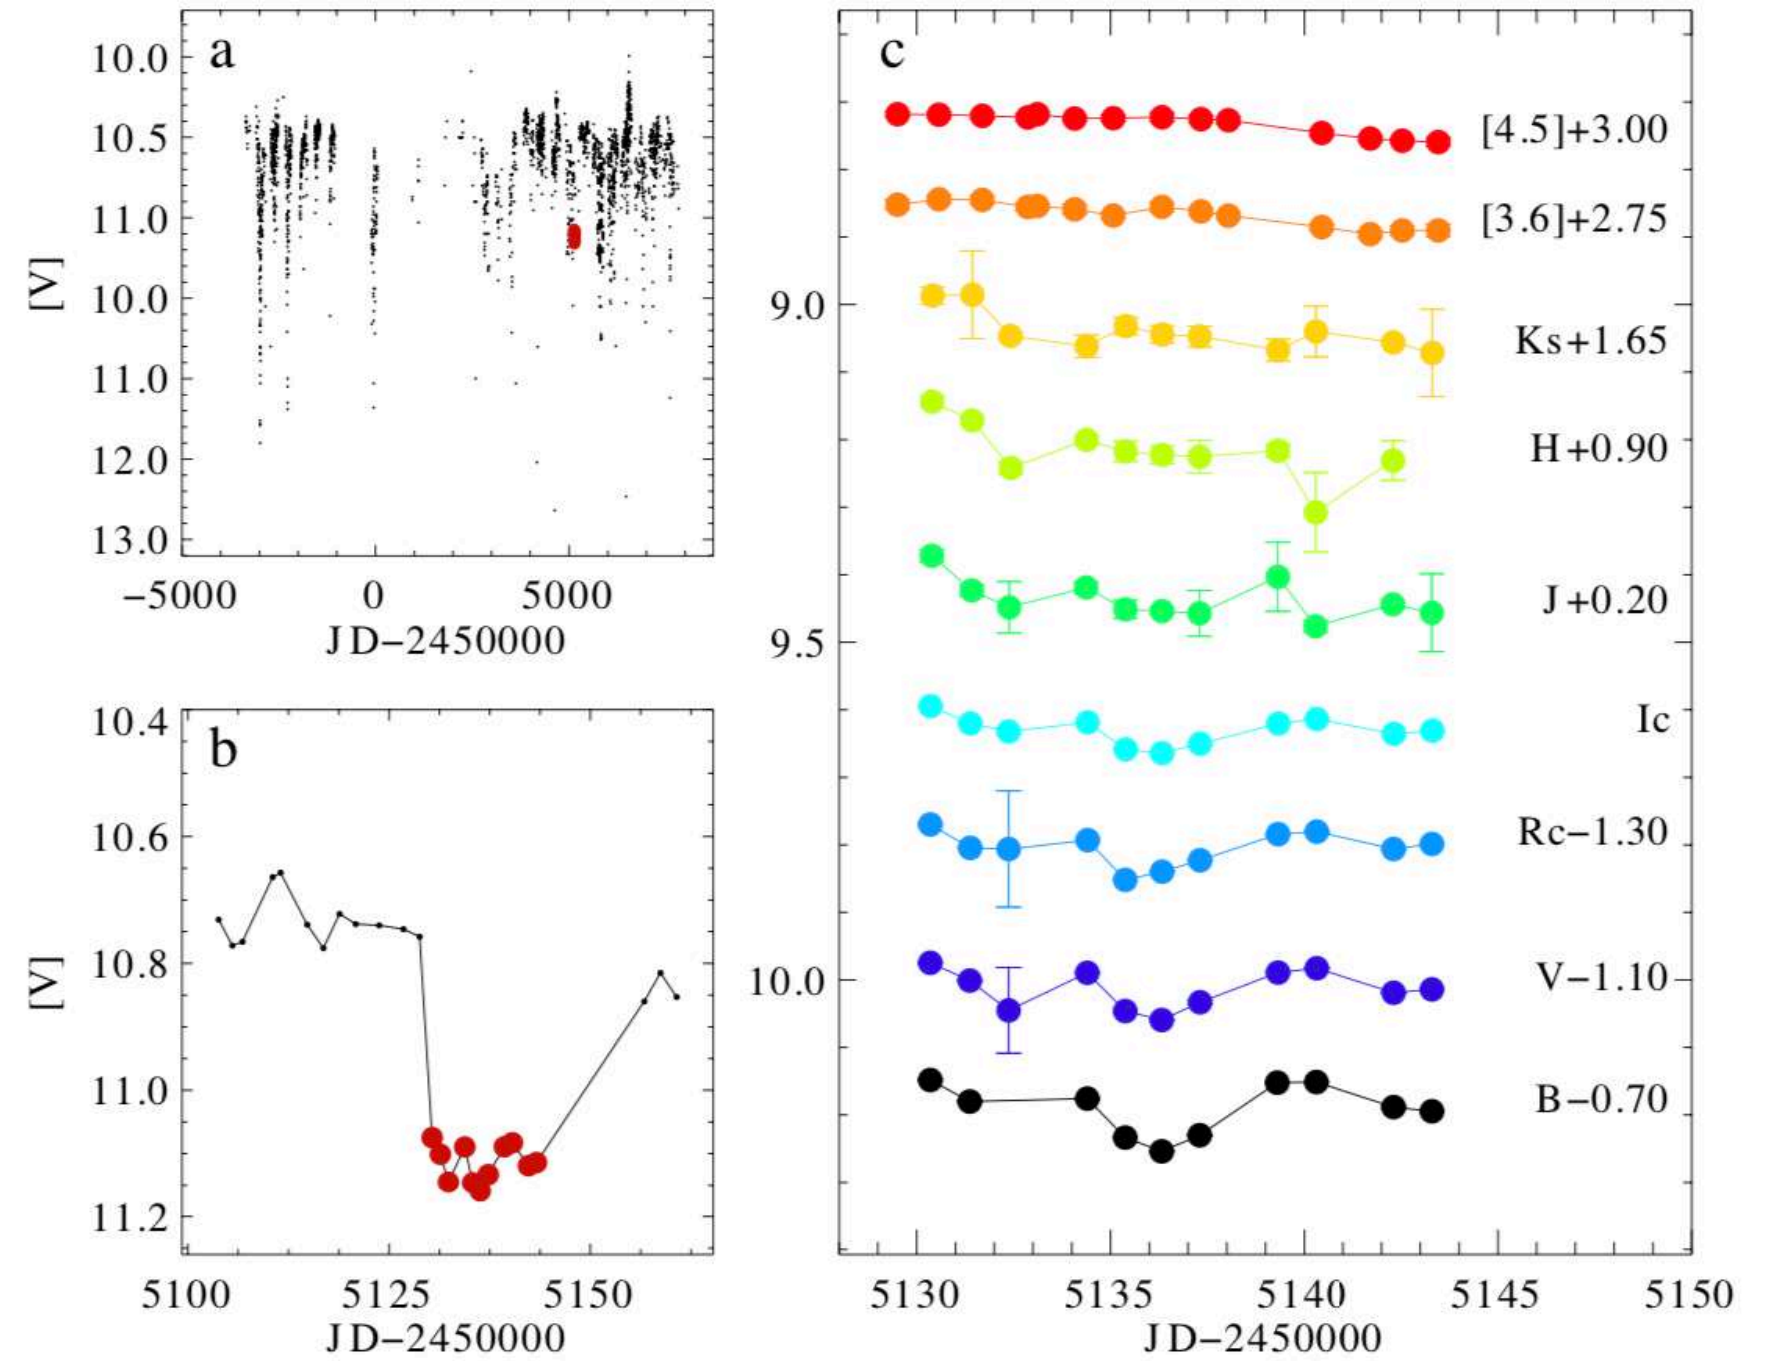 a
10.0
10.5
11.0
10.0
11.0
12.0
13.0
[V]
−5000 0 5000
JD−2450000
b
10.4
10.6
10.8
11.0
11.2
[V]
5100 5125 5150
JD−2450000
c
9.0
9.5
10.0
[4.5]+3.00
[3.6]+2.75
Ks+1.65
H+0.90
J+0.20
Ic
Rc−1.30
V−1.10
B−0.70
5130 5135 5140 5145 5150
JD−2450000